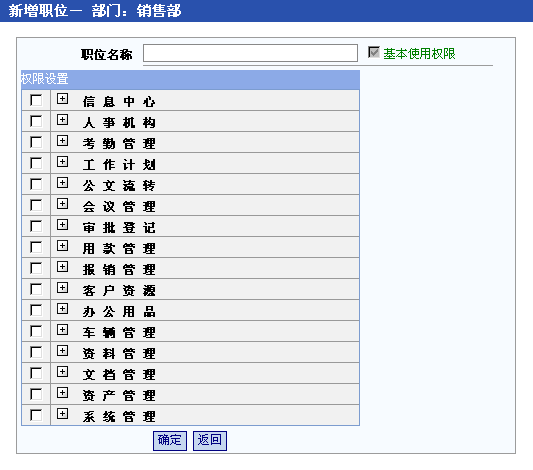 新增职位－ 部门：销售部
职位名称 基本使用权限
权限设置
信 息 中 心
人 事 机 构
考 勤 管 理
工 作 计 划
公 文 流 转
会 议 管 理
审 批 登 记
用 款 管 理
报 销 管 理
客 户 资 源
办 公 用 品
车 辆 管 理
资 料 管 理
文 档 管 理
资 产 管 理
系 统 管 理
确定 返回